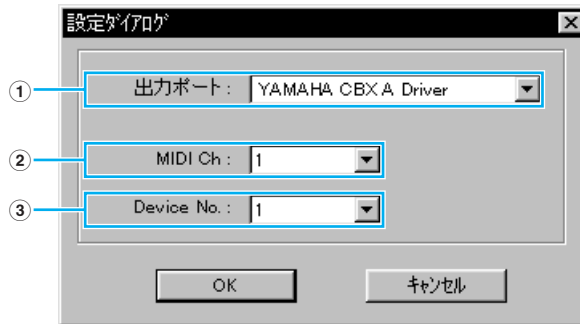 設定ﾀﾞｲｱﾛｸﾞ
① 出力ポート： YAMAHA CBX A Driver
② MIDI Ch： 1
③ Device No.： 1
OK ｷｬﾝｾﾙ